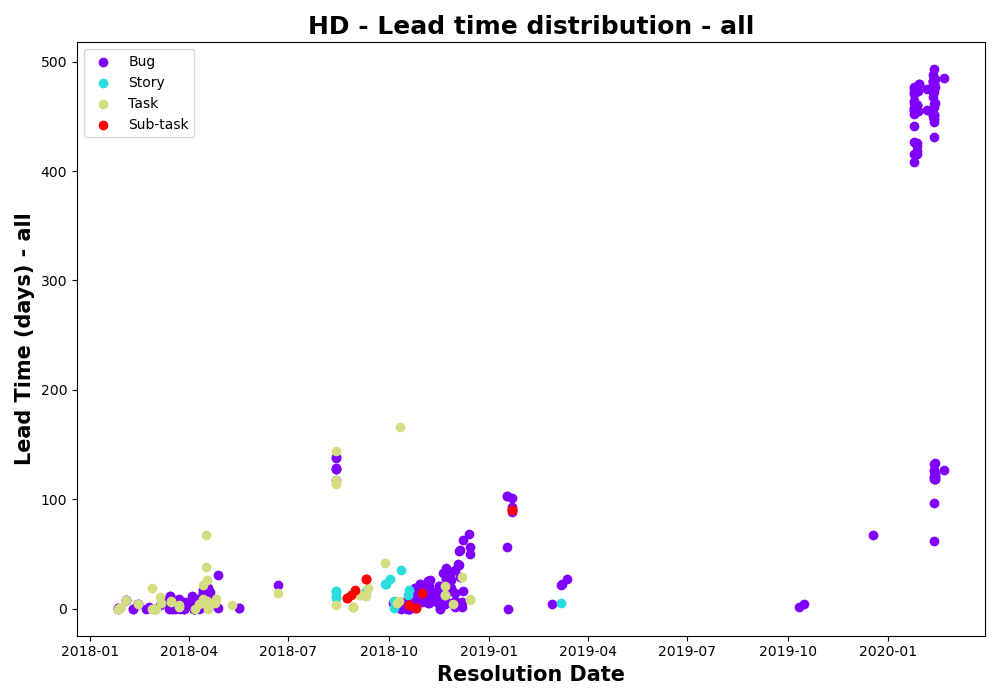 HD - Lead time distribution - all
Bug
Story
Task
Sub-task
500
400
300
200
100
0
Lead Time (days) - all
2018-01 2018-04 2018-07 2018-10 2019-01 2019-04 2019-07 2019-10 2020-01
Resolution Date